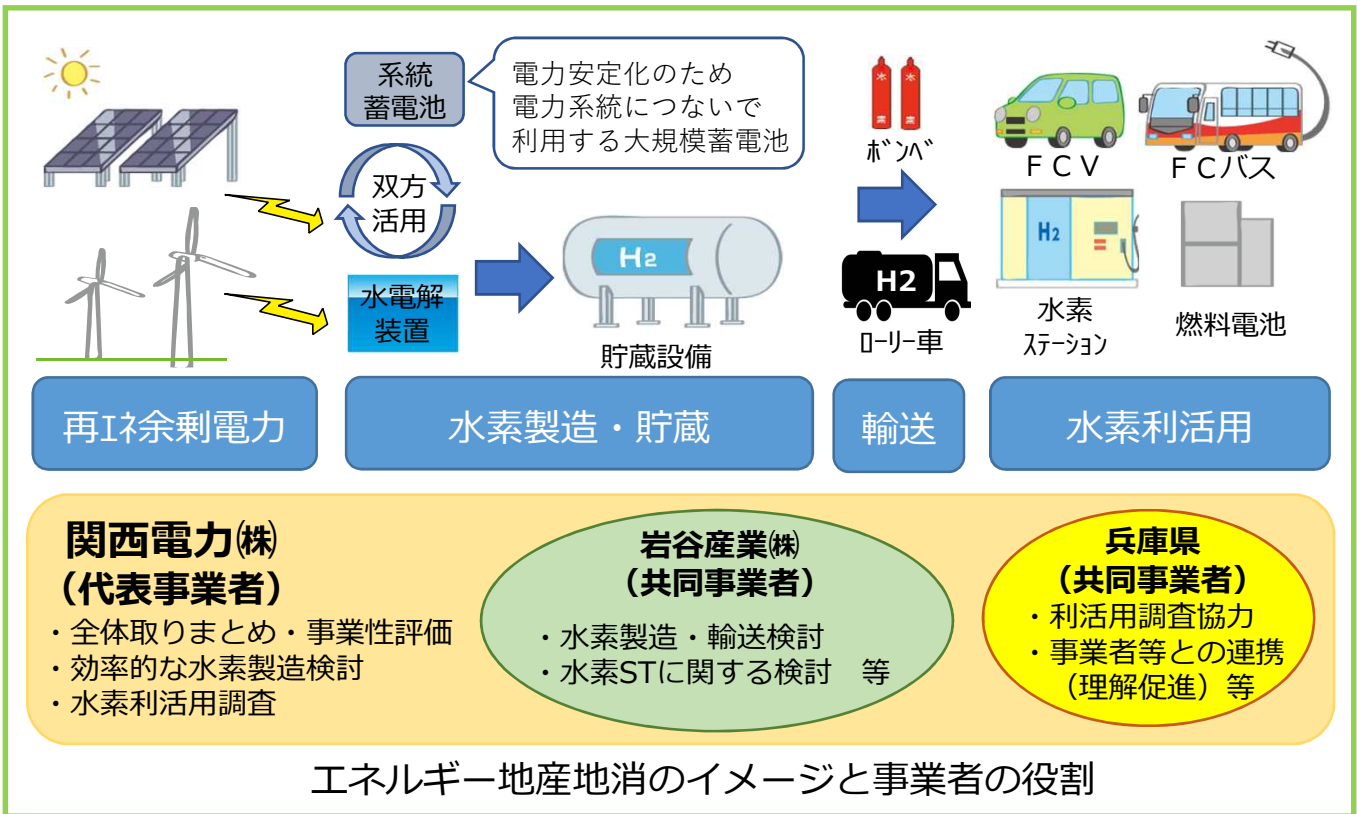 系統
蓄電池
電力安定化のため
電力系統につないで
利用する大規模蓄電池
双方
活用
水電解
装置
H2
貯蔵設備
水素
水素
ﾎﾞﾝﾍﾞ
H2
ﾛｰﾘｰ車
ＦＣＶ
ＦＣバス
H2
水素
ｽﾃｰｼｮﾝ
燃料電池
再ｴﾈ余剰電力
水素製造・貯蔵
輸送
水素利活用
関西電力㈱
（代表事業者）
・全体取りまとめ・事業性評価
・効率的な水素製造検討
・水素利活用調査
岩谷産業㈱
（共同事業者）
・水素製造・輸送検討
・水素STに関する検討　等
兵庫県
（共同事業者）
・利活用調査協力
・事業者等との連携
（理解促進）等
エネルギー地産地消のイメージと事業者の役割